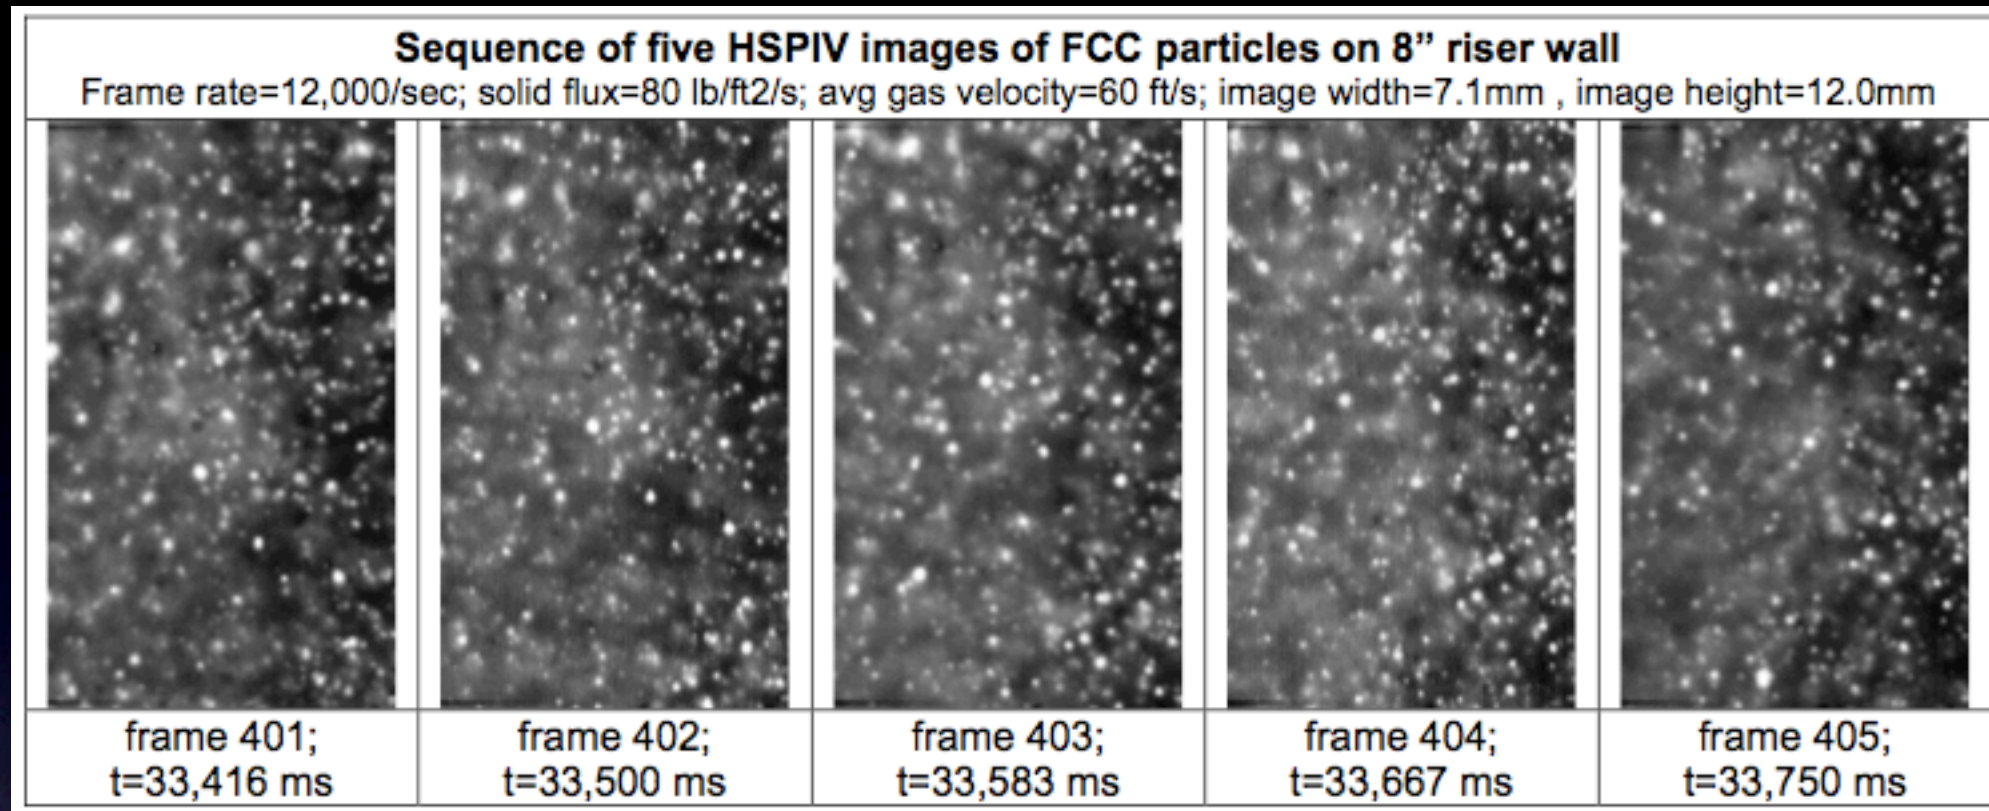 Sequence of five HSPIV images of FCC particles on 8” riser wall
Frame rate=12,000/sec; solid flux=80 lb/ft2/s; avg gas velocity=60 ft/s; image width=7.1mm , image height=12.0mm
frame 401;
t=33,416 ms
frame 402;
t=33,500 ms
frame 403;
t=33,583 ms
frame 404;
t=33,667 ms
frame 405;
t=33,750 ms